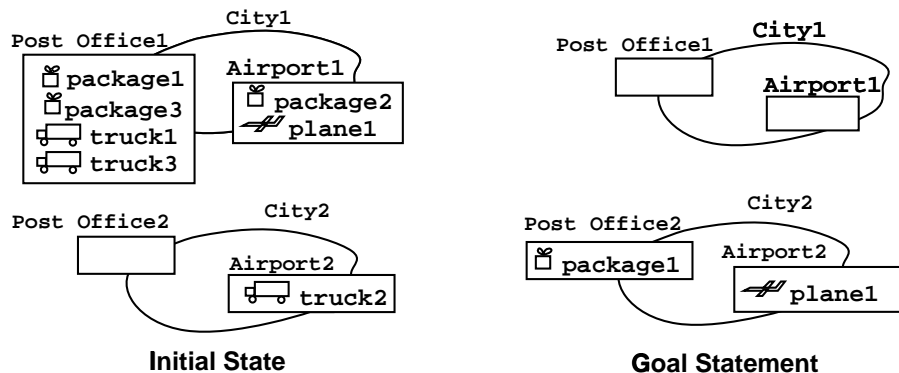 City1
Post Office1
package1
package3
truck1
truck3
Airport1
package2
plane1
City2
Post Office2
Airport2
truck2
Initial State
City1
Post Office1
Airport1
City2
Post Office2
package1
Airport2
plane1
Goal Statement